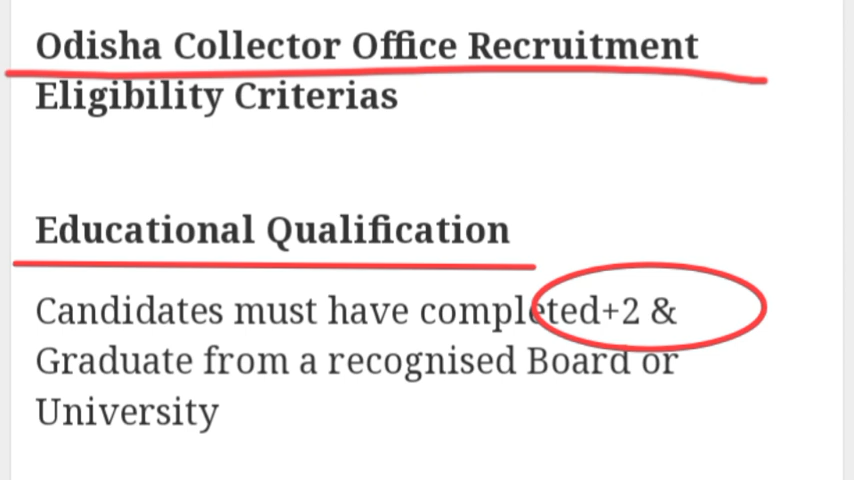 Odisha Collector Office Recruitment
Eligibility Criterias
Educational Qualification
Candidates must have completed+2 &
Graduate from a recognised Board or
University